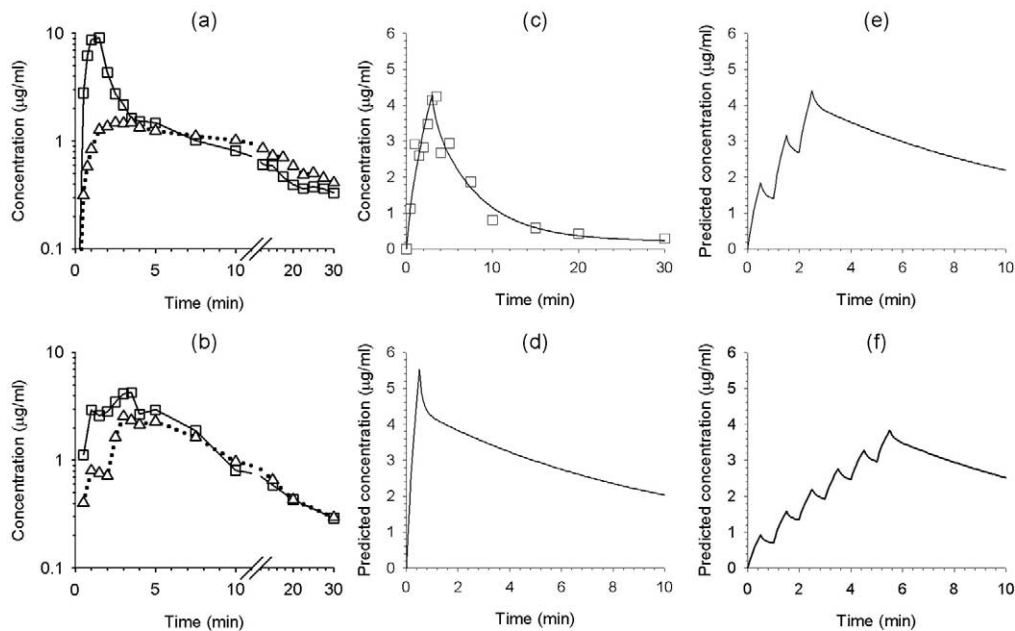 (a)
Concentration (μg/ml)
10
1
0.1
0 5 10 20 30
Time (min)
(c)
Concentration (μg/ml)
6
5
4
3
2
1
0
0 10 20 30
Time (min)
(e)
Predicted concentration (μg/ml)
6
5
4
3
2
1
0
0 2 4 6 8 10
Time (min)
(b)
Concentration (μg/ml)
10
1
0.1
0 5 10 20 30
Time (min)
(d)
Predicted concentration (μg/ml)
6
5
4
3
2
1
0
0 2 4 6 8 10
Time (min)
(f)
Predicted concentration (μg/ml)
6
5
4
3
2
1
0
0 2 4 6 8 10
Time (min)